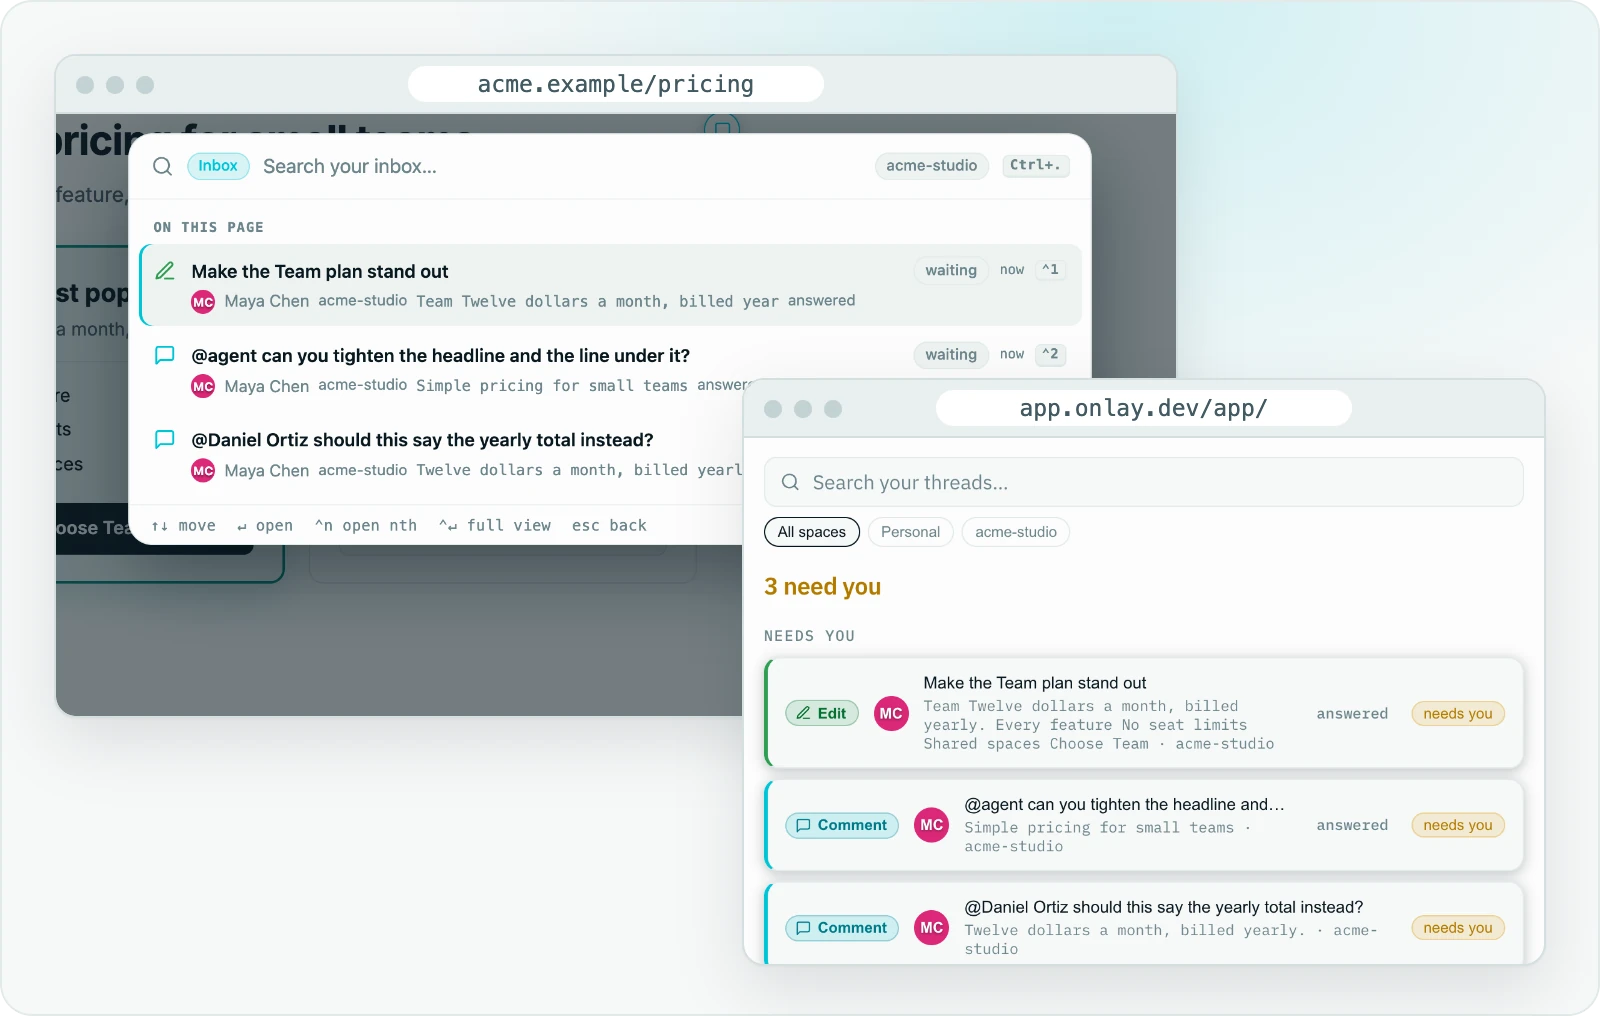 acme.example/pricing
feature,
st pop
a month,
re
ts
ces
oose Tea
Inbox Search your inbox... acme-studio Ctrl+.
ON THIS PAGE
Make the Team plan stand out waiting now ^1
MC Maya Chen acme-studio Team Twelve dollars a month, billed year answered
@agent can you tighten the headline and the line under it? waiting now ^2
MC Maya Chen acme-studio Simple pricing for small teams answer
@Daniel Ortiz should this say the yearly total instead?
MC Maya Chen acme-studio Twelve dollars a month, billed yearl
↑↓ move ↵ open ^n open nth ^↵ full view esc back
app.onlay.dev/app/
Search your threads...
All spaces Personal acme-studio
3 need you
NEEDS YOU
Edit MC Make the Team plan stand out
Team Twelve dollars a month, billed
yearly. Every feature No seat limits
Shared spaces Choose Team · acme-studio
answered needs you
Comment MC @agent can you tighten the headline and…
Simple pricing for small teams ·
acme-studio
answered needs you
Comment MC @Daniel Ortiz should this say the yearly total instead?
Twelve dollars a month, billed yearly. · acme-
studio
needs you